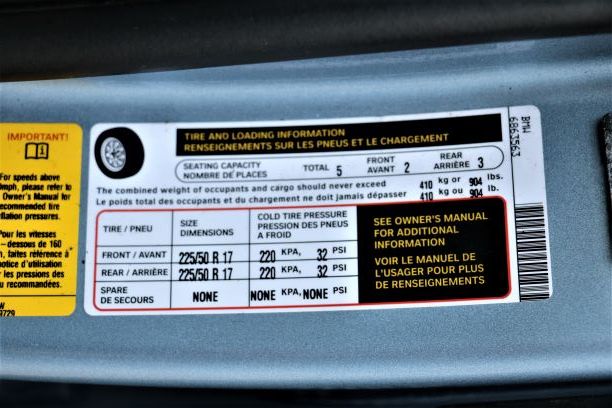 IMPORTANT!
For speeds above
mph, please refer to
Owner's Manual for
recommended tire
flation pressures.
Pour les vitesses
– dessous de 160
faites référence à
notice d'utilisation
les pressions des
u recommandées.
9729
TIRE AND LOADING INFORMATION
RENSEIGNEMENTS SUR LES PNEUS ET LE CHARGEMENT
SEATING CAPACITY
NOMBRE DE PLACES
TOTAL 5
FRONT
AVANT 2
REAR
ARRIÈRE 3
The combined weight of occupants and cargo should never exceed 410 kg or 904 lbs.
Le poids total des occupants et du chargement ne doit jamais dépasser 410 kg ou 904 lb.
TIRE / PNEU
SIZE
DIMENSIONS
COLD TIRE PRESSURE
PRESSION DES PNEUS
A FROID
FRONT / AVANT 225/50 R 17 220 KPA, 32 PSI
REAR / ARRIÈRE 225/50 R 17 220 KPA, 32 PSI
SPARE
DE SECOURS
NONE NONE KPA, NONE PSI
SEE OWNER'S MANUAL
FOR ADDITIONAL
INFORMATION
VOIR LE MANUEL DE
L'USAGER POUR PLUS
DE RENSEIGNEMENTS
BMW
6863563